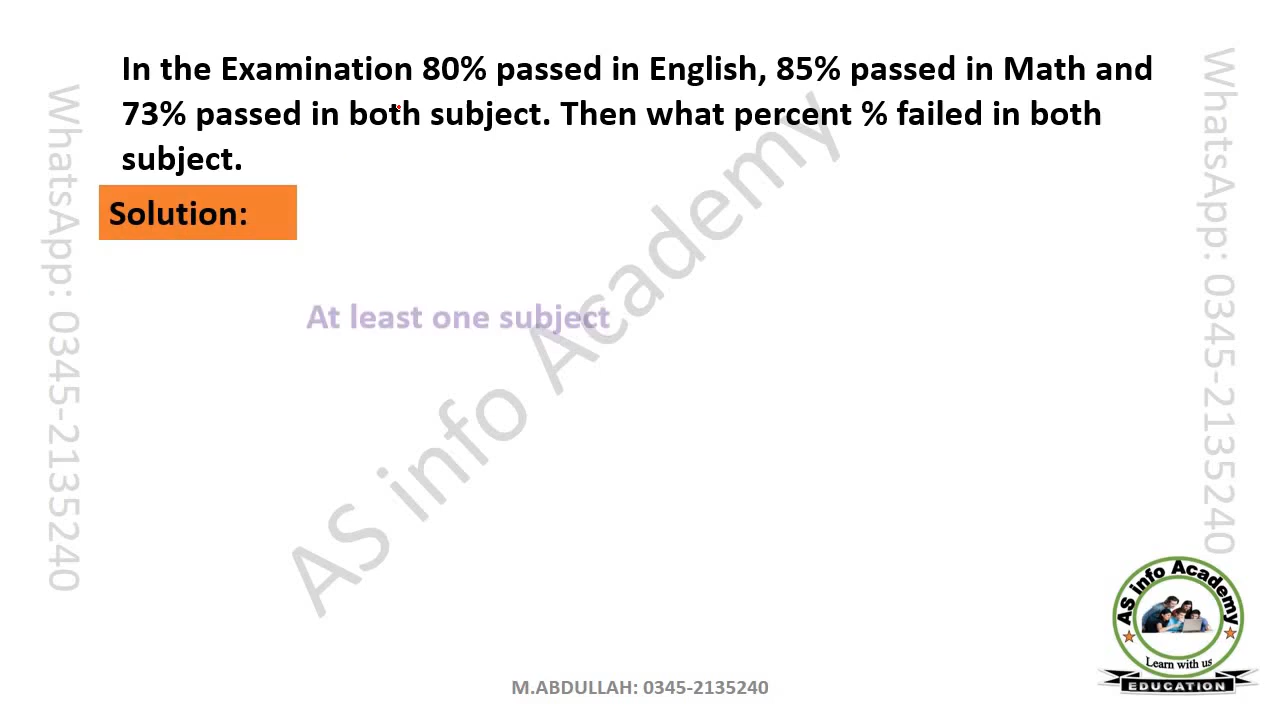 In the Examination 80% passed in English, 85% passed in Math and
73% passed in both subject. Then what percent % failed in both
subject.
Solution:
At least one subject
AS info Academy
WhatsApp: 0345-2135240
WhatsApp: 0345-2135240
AS info Academy
Learn with us
EDUCATION
M.ABDULLAH: 0345-2135240